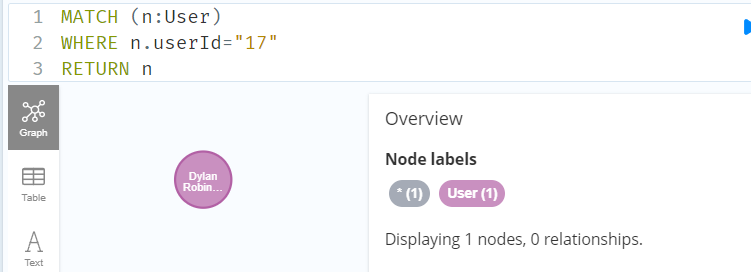 1 MATCH (n:User)
2 WHERE n.userId="17"
3 RETURN n
Graph
Table
A
Text
Dylan
Robin...
Overview
Node labels
* (1) User (1)
Displaying 1 nodes, 0 relationships.